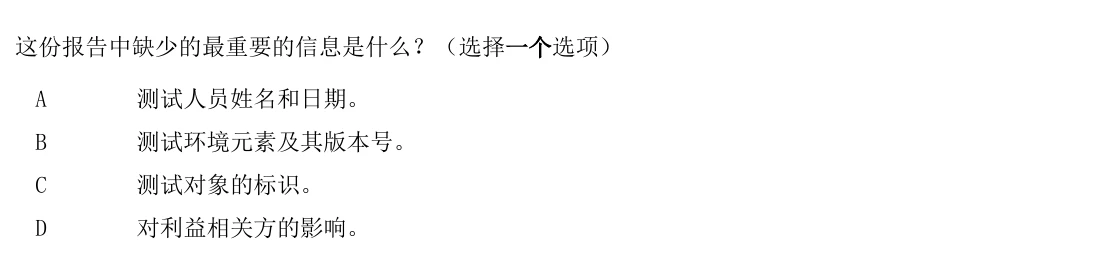 这份报告中缺少的最重要的信息是什么？（选择一个选项）
A 测试人员姓名和日期。
B 测试环境元素及其版本号。
C 测试对象的标识。
D 对利益相关方的影响。